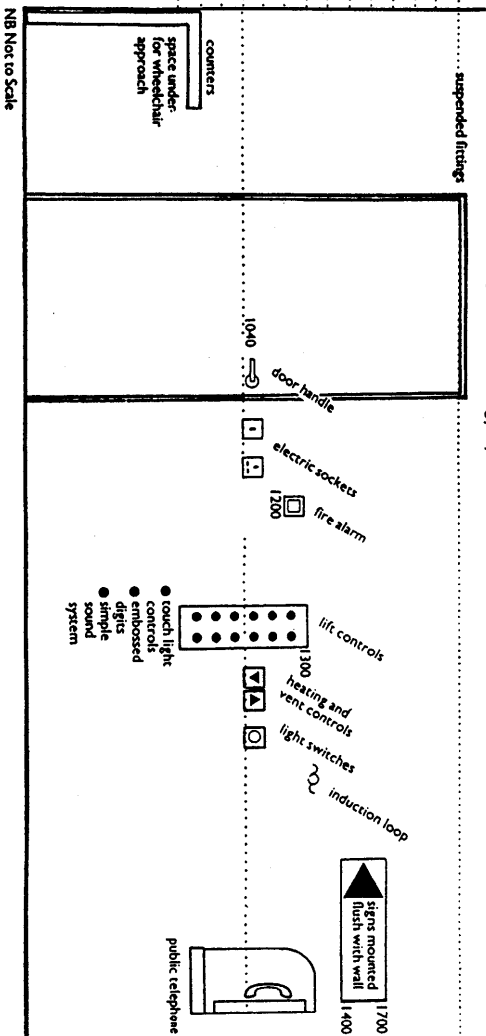 suspended fittings
counters
space under-
for wheelchair
approach
1040
door handle
electric sockets
1200
fire alarm
lift controls
1300
• touch light
controls
• embossed
digits
• simple
sound
system
heating and
vent controls
light switches
induction loop
signs mounted
flush with wall
1700
1400
public telephone
NB Not to Scale